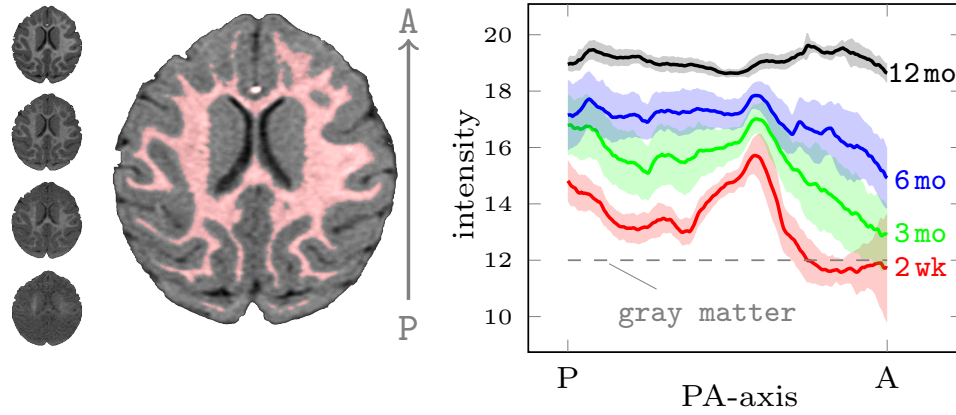 A
P
intensity
20
18
16
14
12
10
12 mo
6 mo
3 mo
2 wk
gray matter
P
A
PA-axis